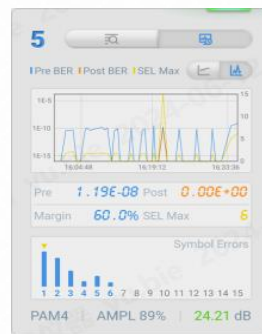 5
Pre BER Post BER SEL Max
1E-5 15
1E-10 10
5
1E-15 0
16:04:48 16:19:12 16:33:36
Pre 1.19E-08 Post 0.00E+00
Margin 60.0% SEL Max 6
Symbol Errors
1 2 3 4 5 6 7 8 9 10 11 12 13 14 15
PAM4 AMPL 89% 24.21 dB